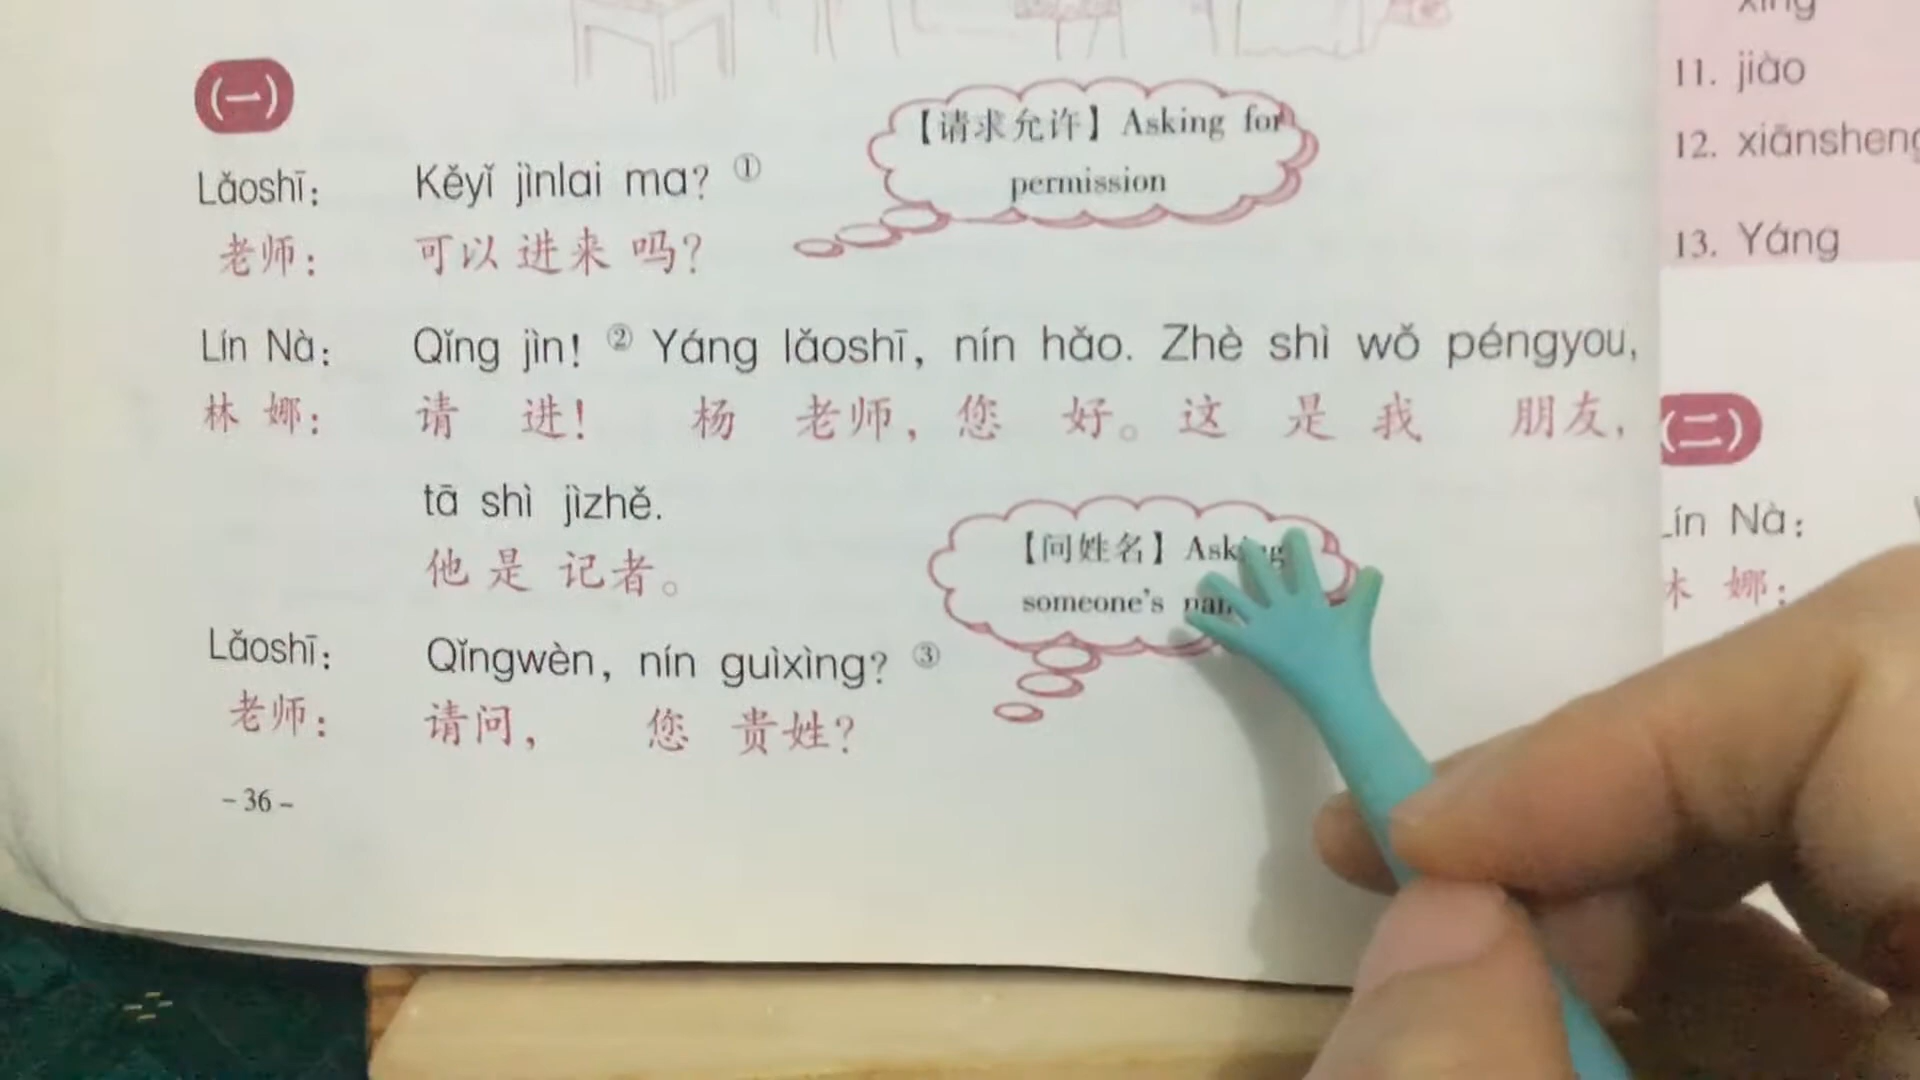 (一)
【请求允许】Asking for
permission
Lǎoshī: Kěyǐ jìnlai ma? ①
老师: 可以 进来 吗?
Lín Nà: Qǐng jìn! ② Yáng lǎoshī, nín hǎo. Zhè shì wǒ péngyou,
林 娜: 请 进! 杨 老师, 您 好。这 是 我 朋友,
tā shì jìzhě.
他 是 记者。
【问姓名】Asking
someone's
Lǎoshī: Qǐngwèn, nín guìxìng? ③
老师: 请问, 您 贵姓?
-36-
11. jiào
12. xiānsheng
13. Yáng
(二)
Lín Nà:
林 娜: